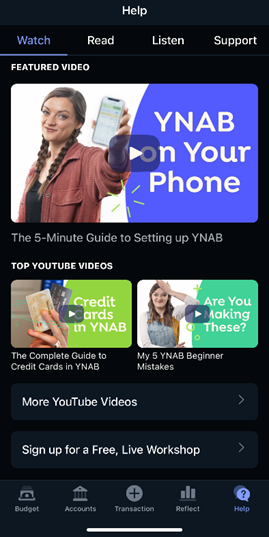 Help
Watch Read Listen Support
FEATURED VIDEO
YNAB
on Your
Phone
The 5-Minute Guide to Setting up YNAB
TOP YOUTUBE VIDEOS
Credit
Cards
in YNAB
The Complete Guide to
Credit Cards in YNAB
Are You
Making
These?
My 5 YNAB Beginner
Mistakes
More YouTube Videos
Sign up for a Free, Live Workshop
Budget Accounts Transaction Reflect Help